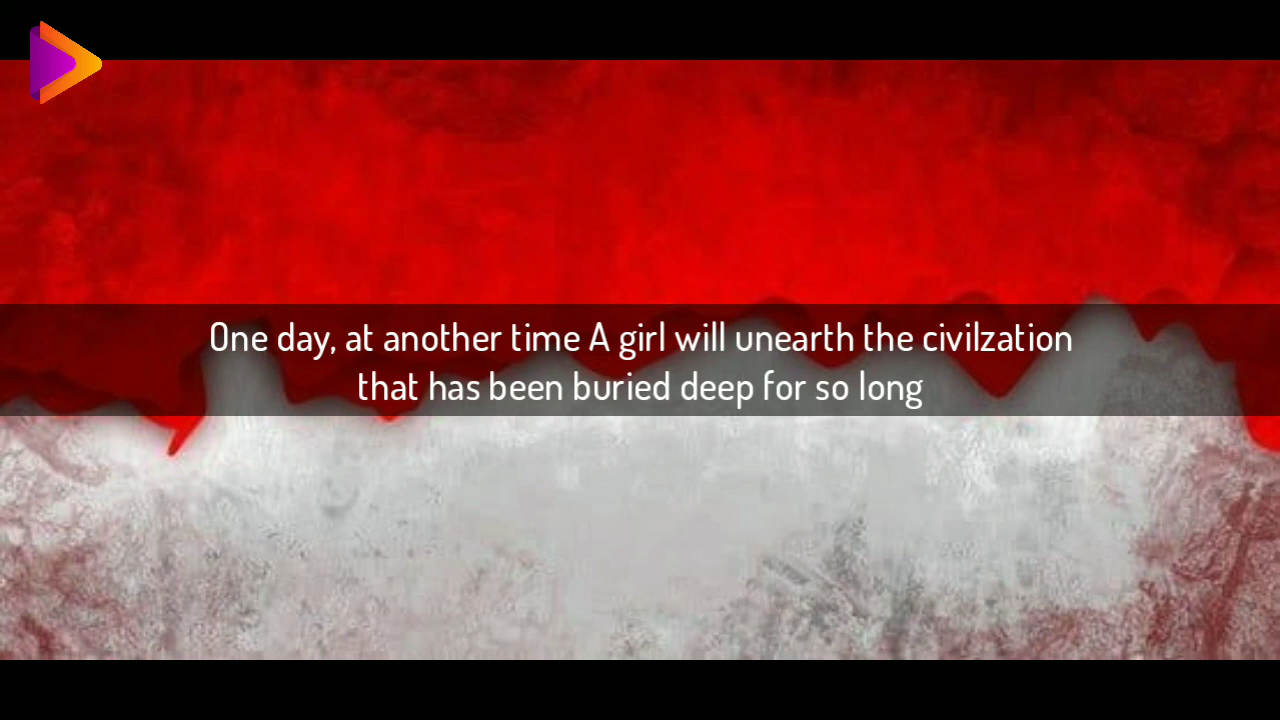 One day, at another time A girl will unearth the civilzation
that has been buried deep for so long